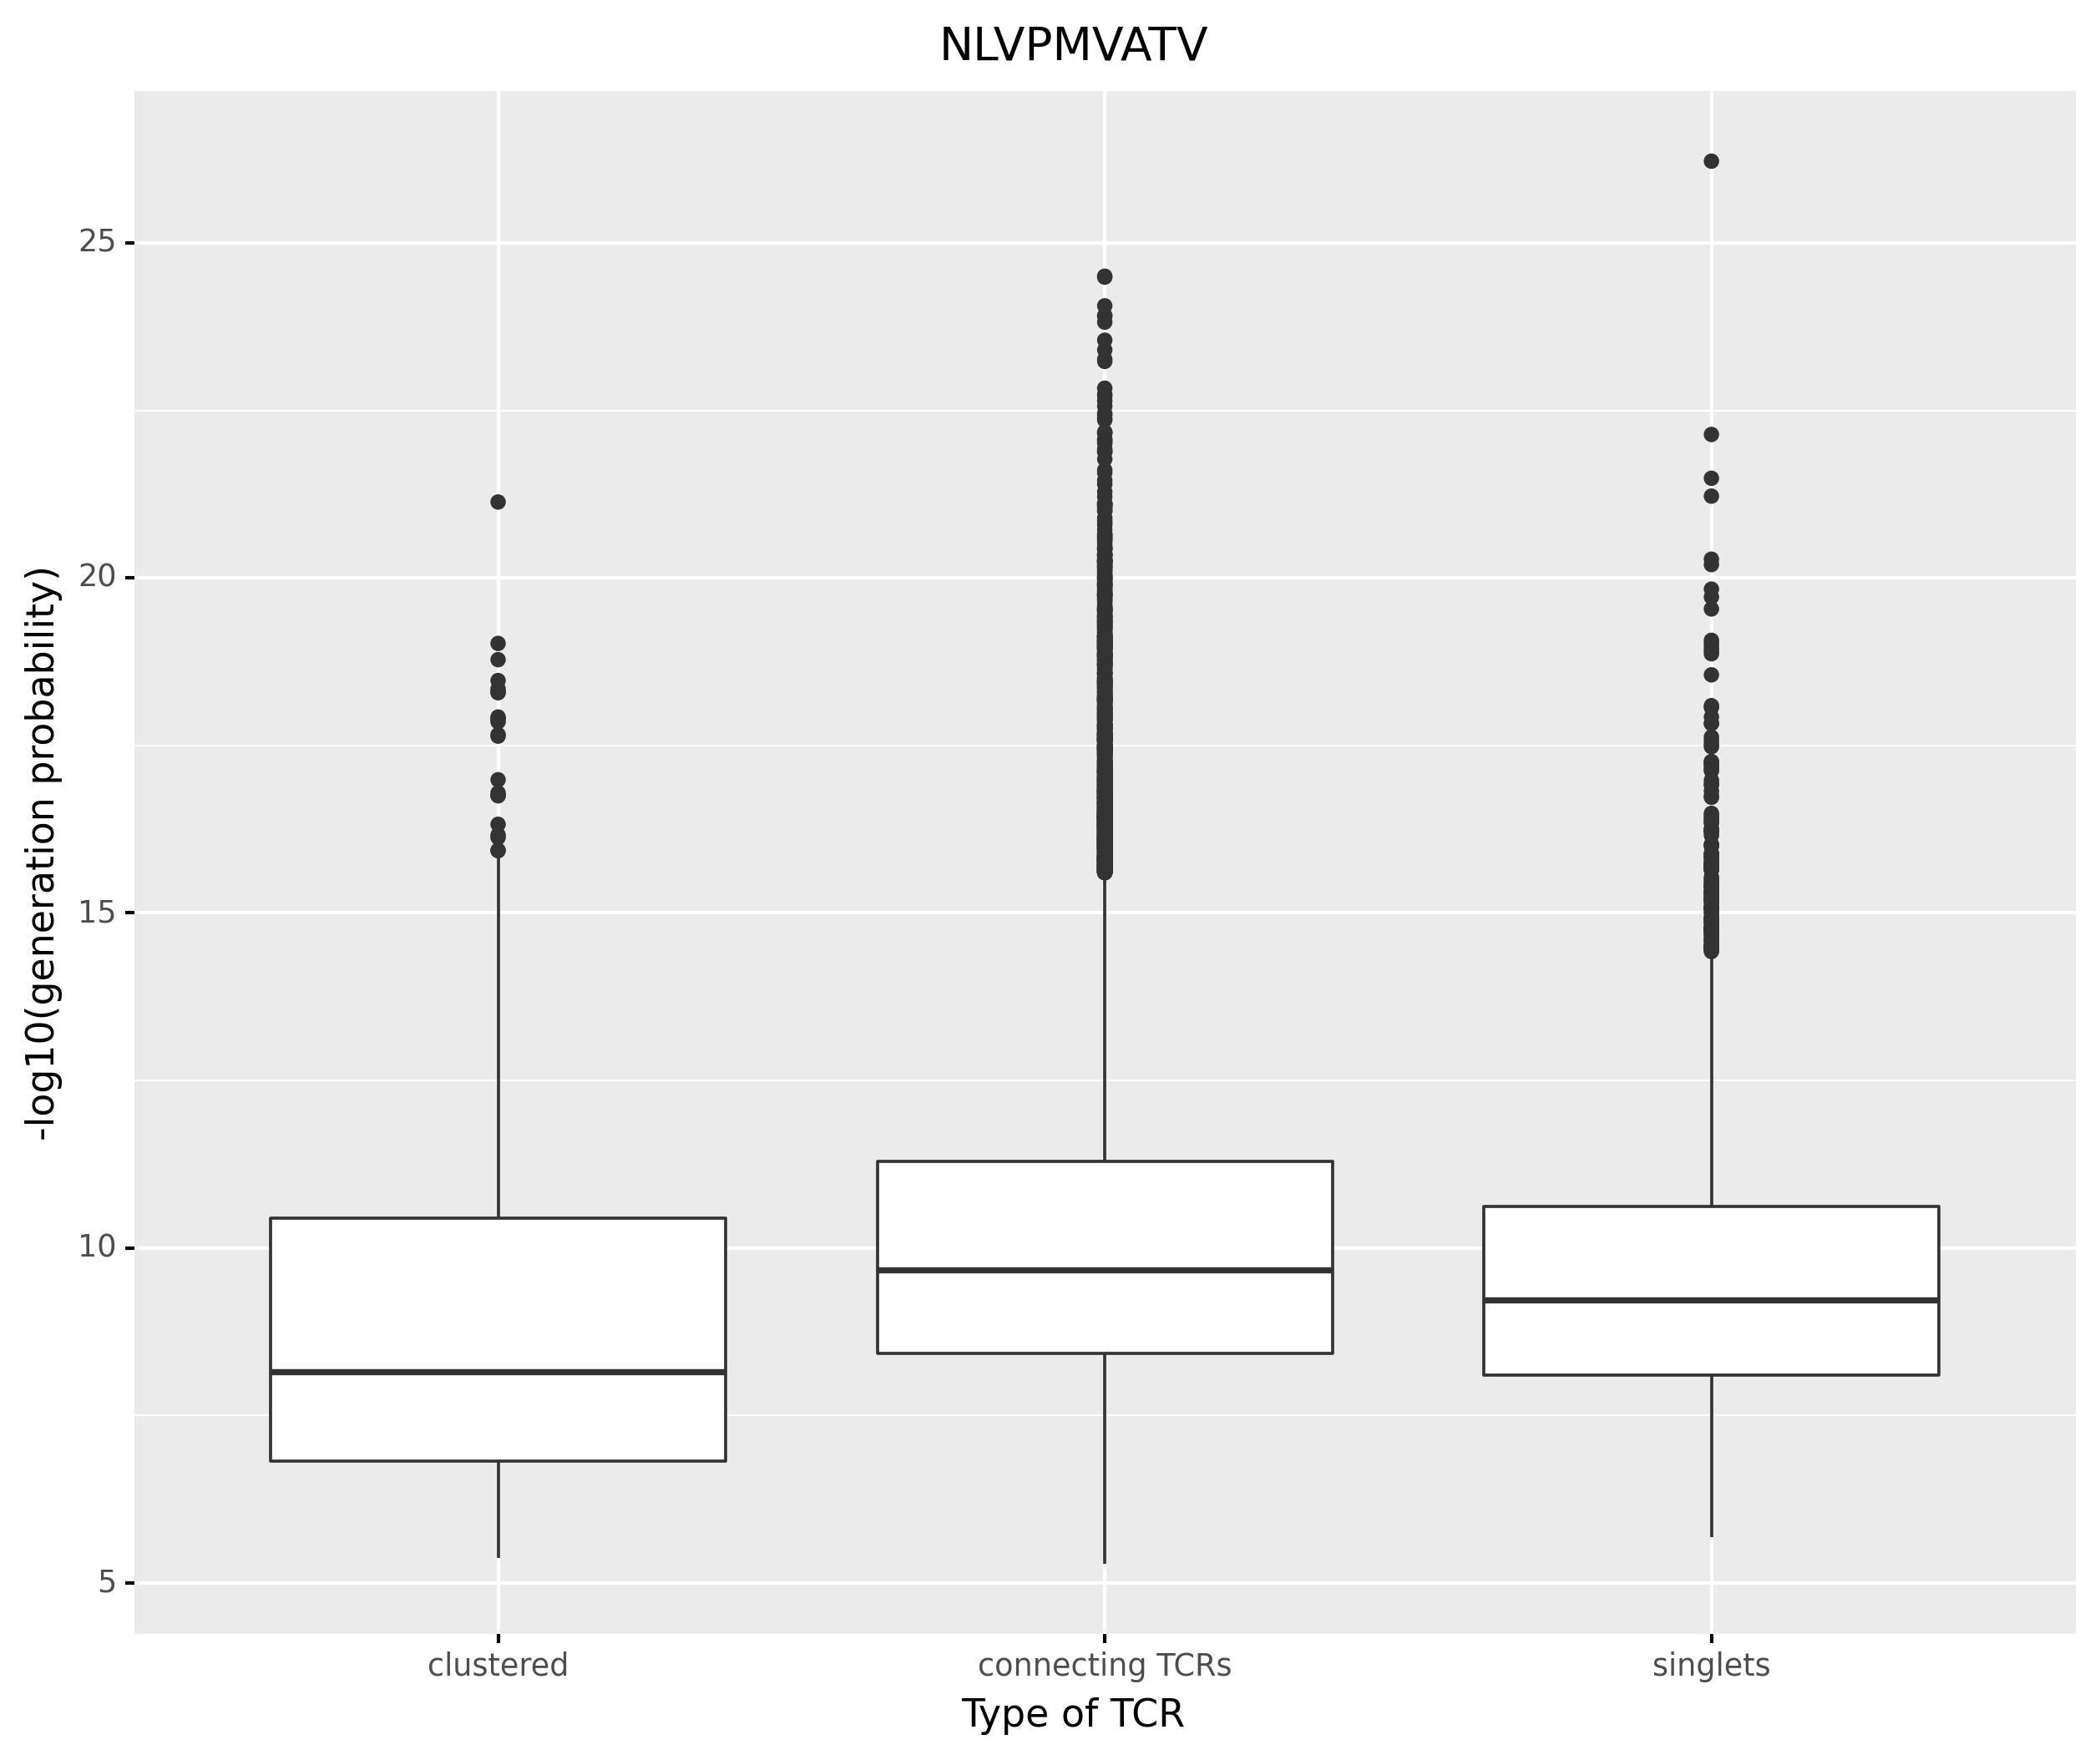 NLVPMVATV
-log10(generation probability)
25
20
15
10
5
clustered
connecting TCRs
singlets
Type of TCR